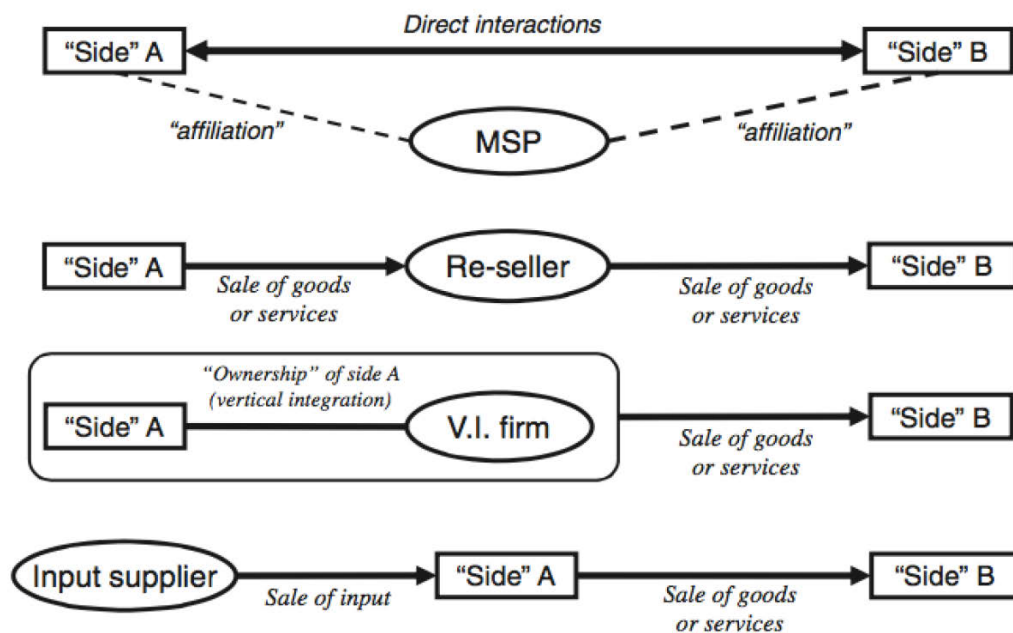 Direct interactions
“Side” A
“Side” B
“affiliation”
MSP
“affiliation”
“Side” A
Re-seller
“Side” B
Sale of goods
or services
Sale of goods
or services
“Ownership” of side A
(vertical integration)
“Side” A
V.I. firm
“Side” B
Sale of goods
or services
Input supplier
“Side” A
“Side” B
Sale of input
Sale of goods
or services